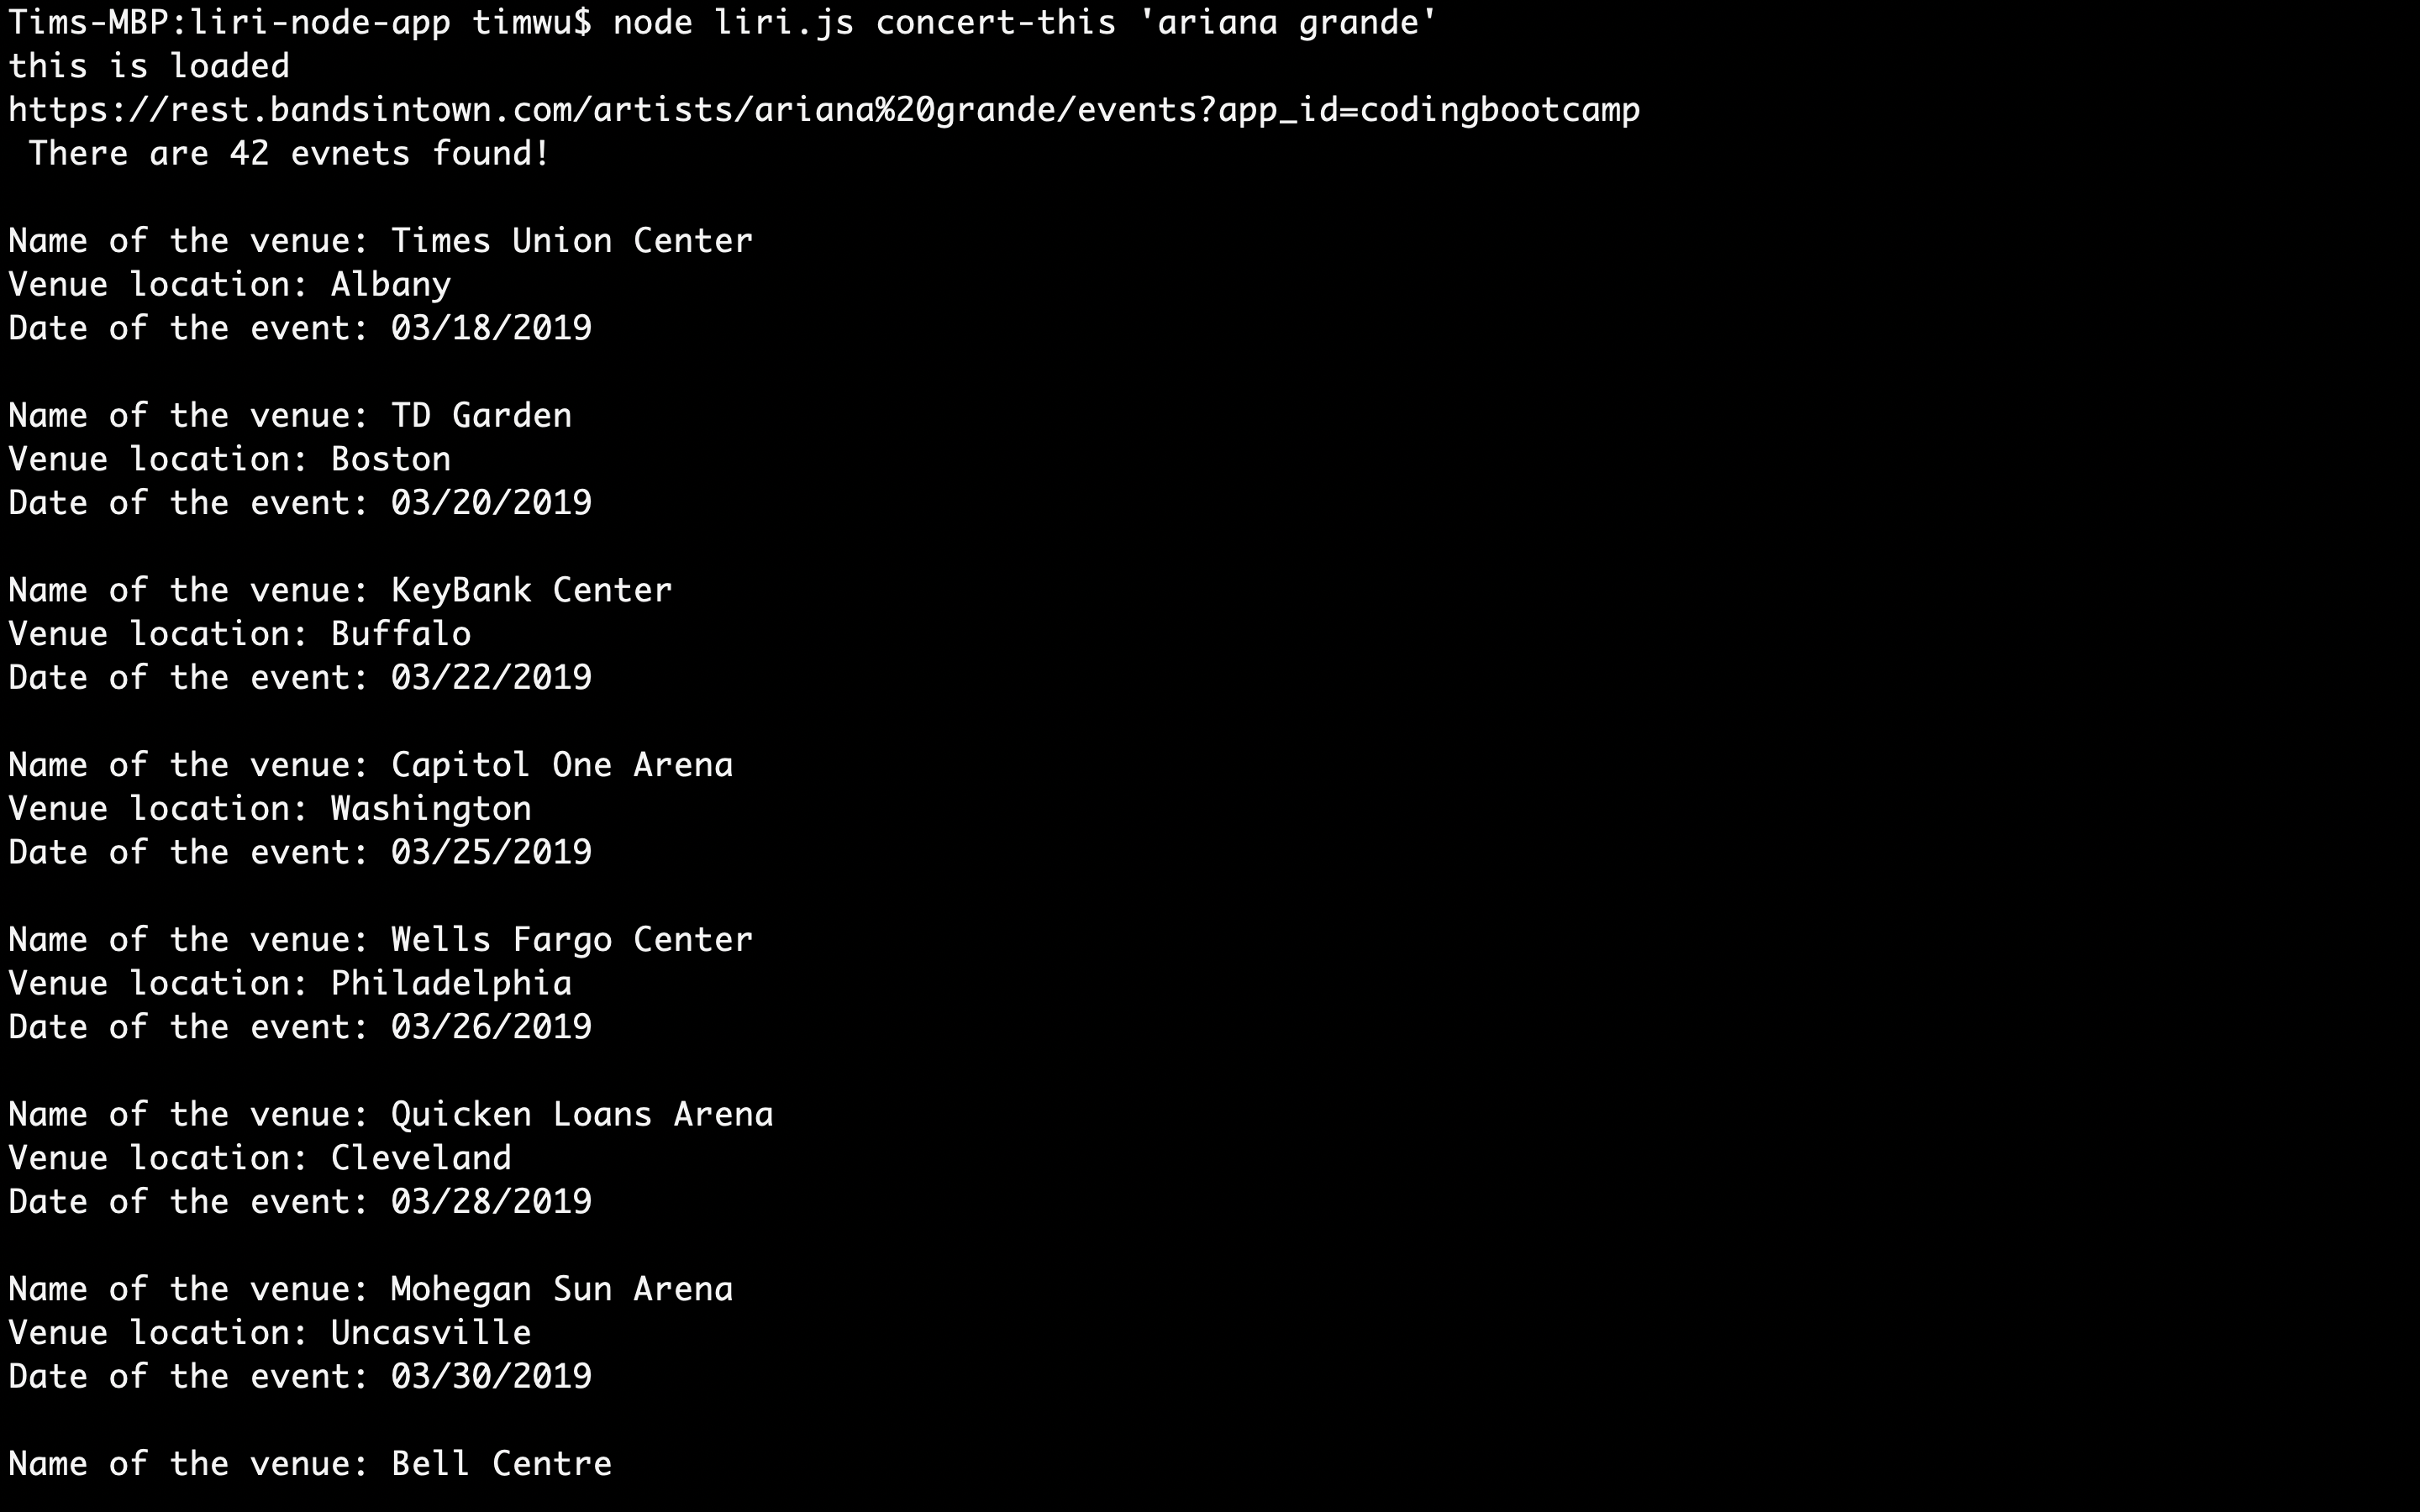 Tims-MBP:liri-node-app timwu$ node liri.js concert-this 'ariana grande'
this is loaded
https://rest.bandsintown.com/artists/ariana%20grande/events?app_id=codingbootcamp
There are 42 evnets found!
Name of the venue: Times Union Center
Venue location: Albany
Date of the event: 03/18/2019
Name of the venue: TD Garden
Venue location: Boston
Date of the event: 03/20/2019
Name of the venue: KeyBank Center
Venue location: Buffalo
Date of the event: 03/22/2019
Name of the venue: Capitol One Arena
Venue location: Washington
Date of the event: 03/25/2019
Name of the venue: Wells Fargo Center
Venue location: Philadelphia
Date of the event: 03/26/2019
Name of the venue: Quicken Loans Arena
Venue location: Cleveland
Date of the event: 03/28/2019
Name of the venue: Mohegan Sun Arena
Venue location: Uncasville
Date of the event: 03/30/2019
Name of the venue: Bell Centre